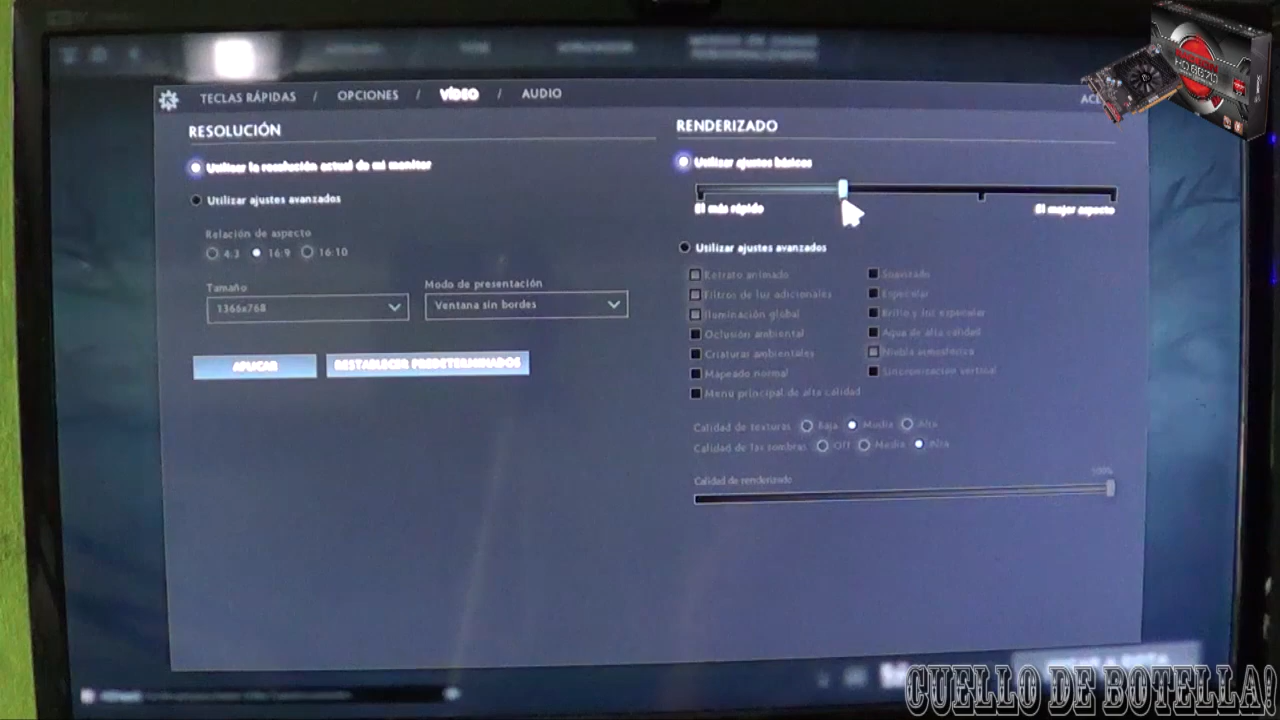 TECLAS RÁPIDAS / OPCIONES / VÍDEO AUDIO
RESOLUCIÓN
Utilizar la resolución actual de mi monitor
Utilizar ajustes avanzados
Relación de aspecto
4:3 16:9 16:10
Tamaño
1366x768
Modo de presentación
Ventana sin bordes
APLICAR
RESTABLECER PREDETERMINADOS
RENDERIZADO
Utilizar ajustes básicos
El más rápido
El mejor aspecto
Utilizar ajustes avanzados
Retrato animado
Filtros de luz adicionales
Iluminación global
Oclusión ambiental
Criaturas ambientales
Mapeado normal
Menú principal de alta calidad
Suavizado
Especular
Brillo y luz especular
Agua de alta calidad
Niebla atmosférica
Sincronización vertical
Calidad de texturas Baja Media Alta
Calidad de las sombras Off Media Alta
Calidad de renderizado
100%
HD 6670
CUELLO DE BOTELLA!